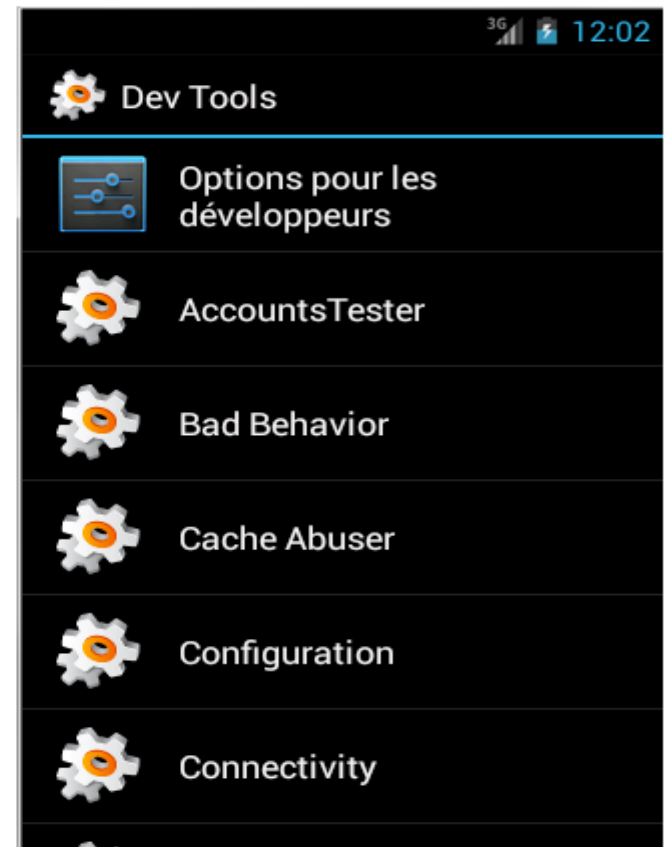 3G 12:02
Dev Tools
Options pour les
développeurs
AccountsTester
Bad Behavior
Cache Abuser
Configuration
Connectivity